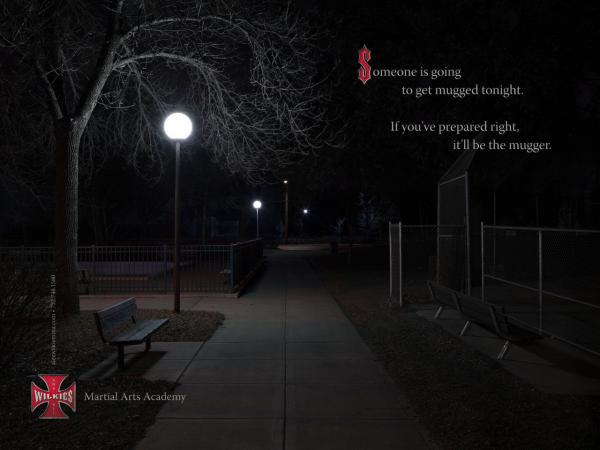 Someone is going
to get mugged tonight.
If you've prepared right,
it'll be the mugger.
WILKIES
Martial Arts Academy